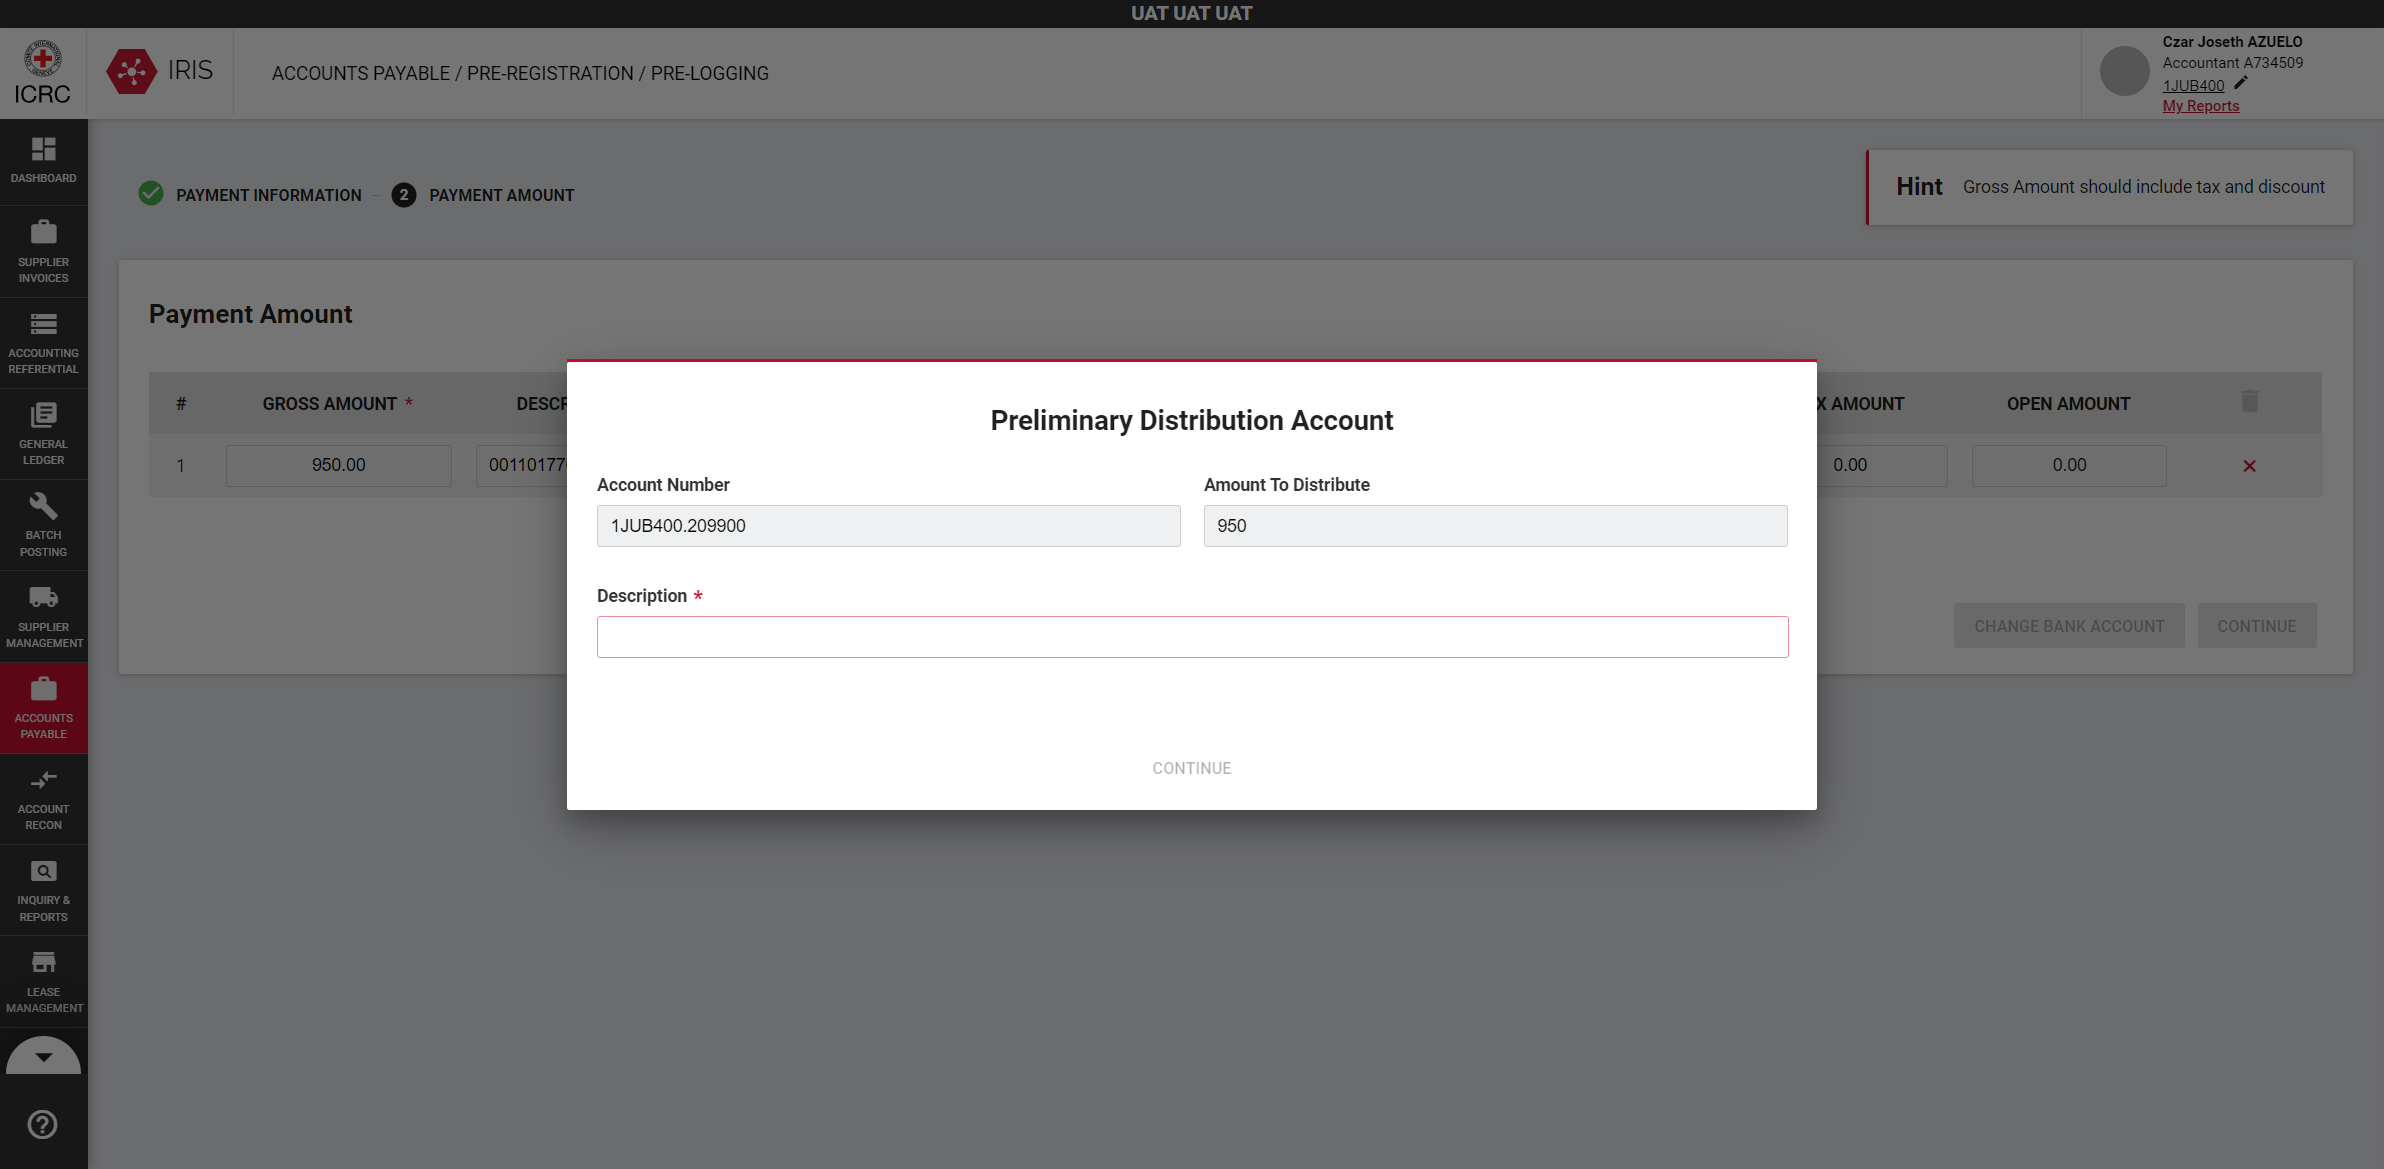 UAT UAT UAT
ICRC
IRIS
ACCOUNTS PAYABLE / PRE-REGISTRATION / PRE-LOGGING
Czar Joseth AZUELO
Accountant A734509
1JUB400
My Reports
DASHBOARD
SUPPLIER
INVOICES
ACCOUNTING
REFERENTIAL
GENERAL
LEDGER
BATCH
POSTING
SUPPLIER
MANAGEMENT
ACCOUNTS
PAYABLE
ACCOUNT
RECON
INQUIRY &
REPORTS
LEASE
MANAGEMENT
PAYMENT INFORMATION
2 PAYMENT AMOUNT
Hint Gross Amount should include tax and discount
Payment Amount
# GROSS AMOUNT * DESCR X AMOUNT OPEN AMOUNT
1 950.00 00110177 0.00 0.00
CHANGE BANK ACCOUNT CONTINUE
Preliminary Distribution Account
Account Number Amount To Distribute
1JUB400.209900 950
Description *
CONTINUE